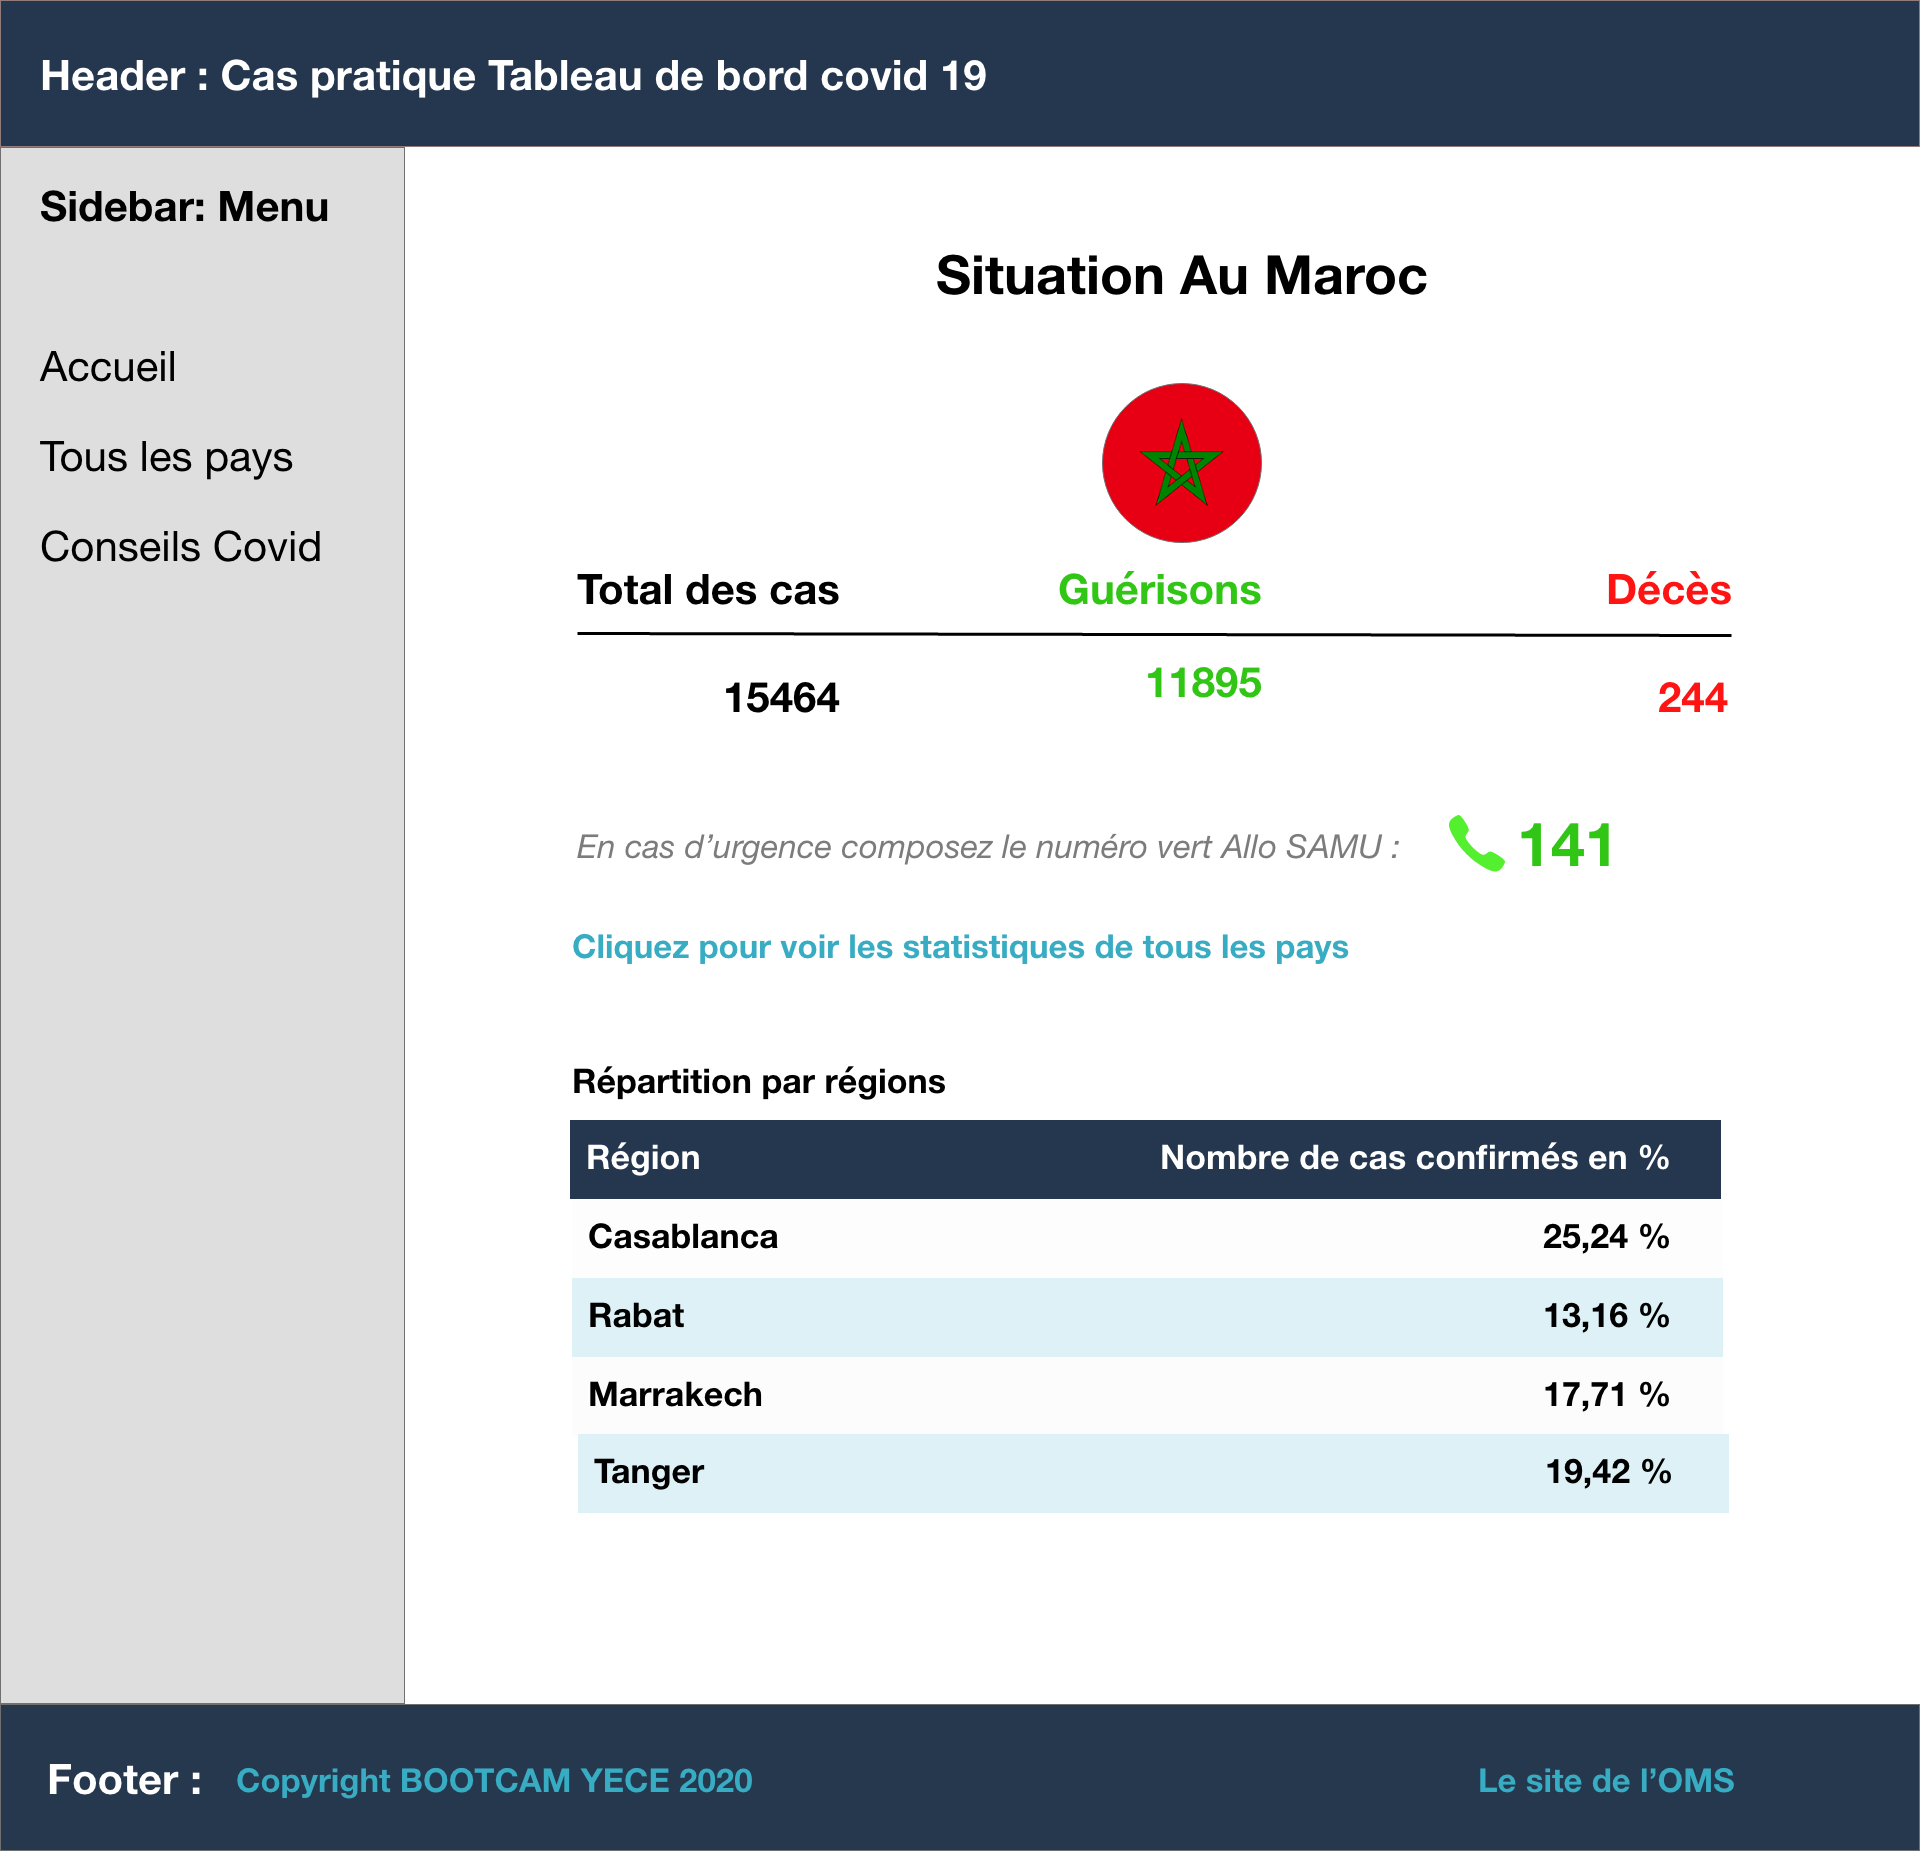 Header : Cas pratique Tableau de bord covid 19
Sidebar: Menu
Accueil
Tous les pays
Conseils Covid
Situation Au Maroc
Total des cas Guérisons Décès
15464 11895 244
En cas d’urgence composez le numéro vert Allo SAMU : 141
Cliquez pour voir les statistiques de tous les pays
Répartition par régions
Région Nombre de cas confirmés en %
Casablanca 25,24 %
Rabat 13,16 %
Marrakech 17,71 %
Tanger 19,42 %
Footer : Copyright BOOTCAM YECE 2020 Le site de l’OMS